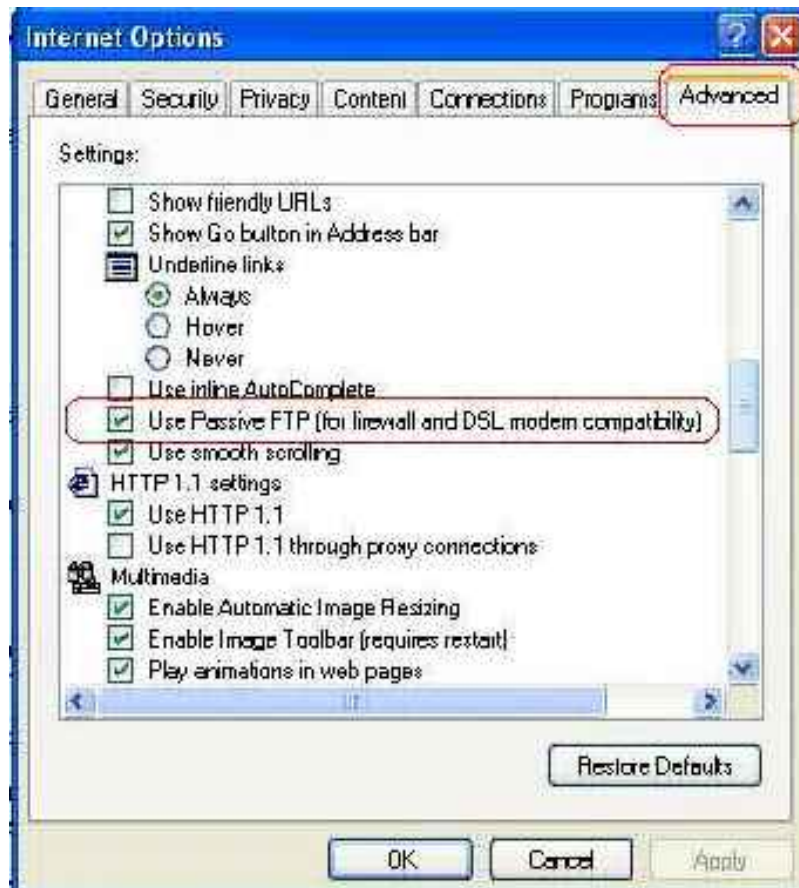 Internet Options
General Security Privacy Content Connections Programs Advanced
Settings:
Show friendly URLs
Show Go button in Address bar
Underline links
Always
Hover
Never
Use inline AutoComplete
Use Passive FTP (for firewall and DSL modem compatibility)
Use smooth scrolling
HTTP 1.1 settings
Use HTTP 1.1
Use HTTP 1.1 through proxy connections
Multimedia
Enable Automatic Image Resizing
Enable Image Toolbar (requires restart)
Play animations in web pages
Restore Defaults
OK Cancel Apply